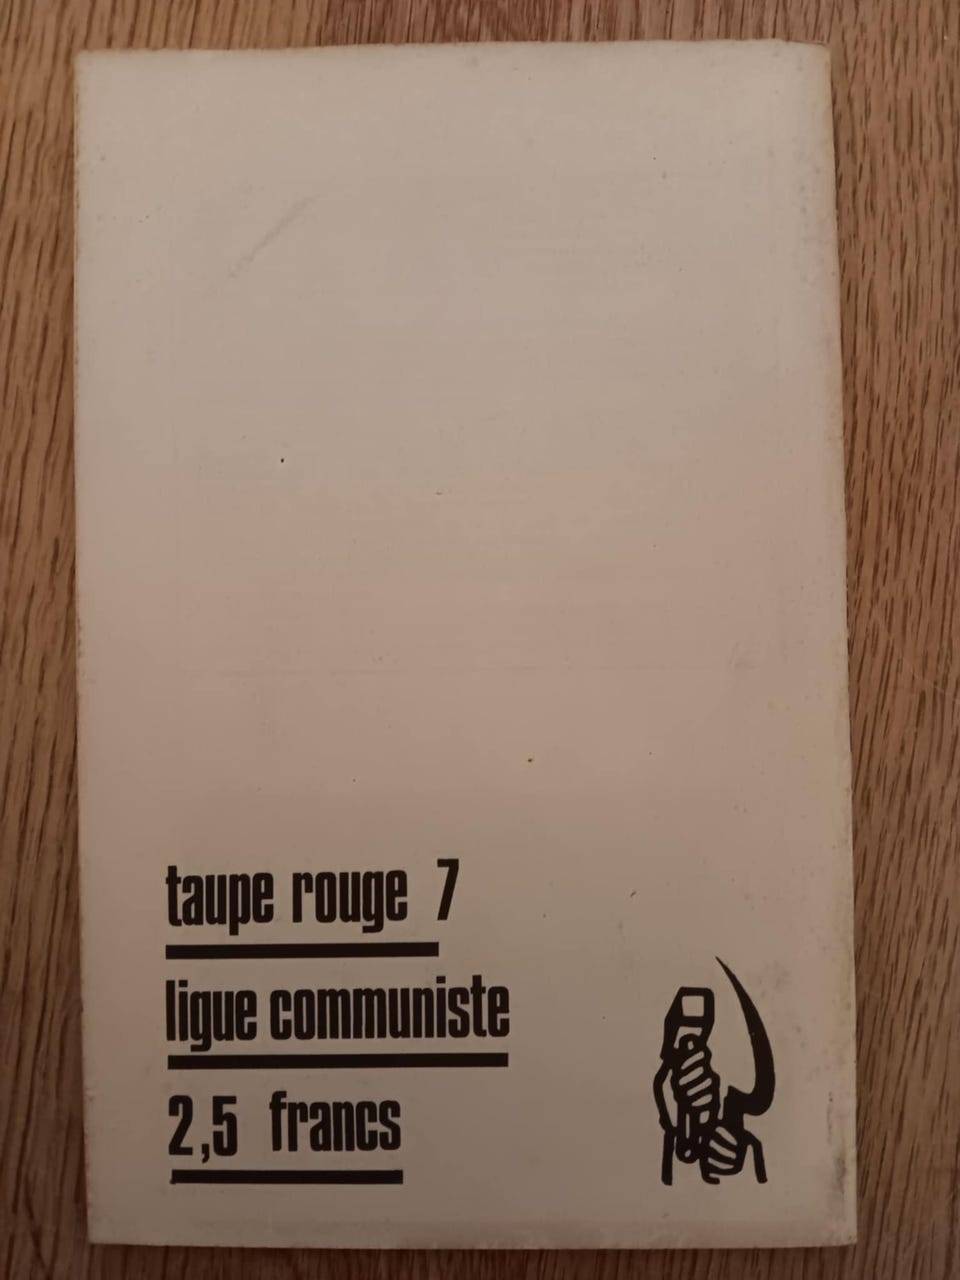 taupe rouge 7
ligue communiste
2,5 francs